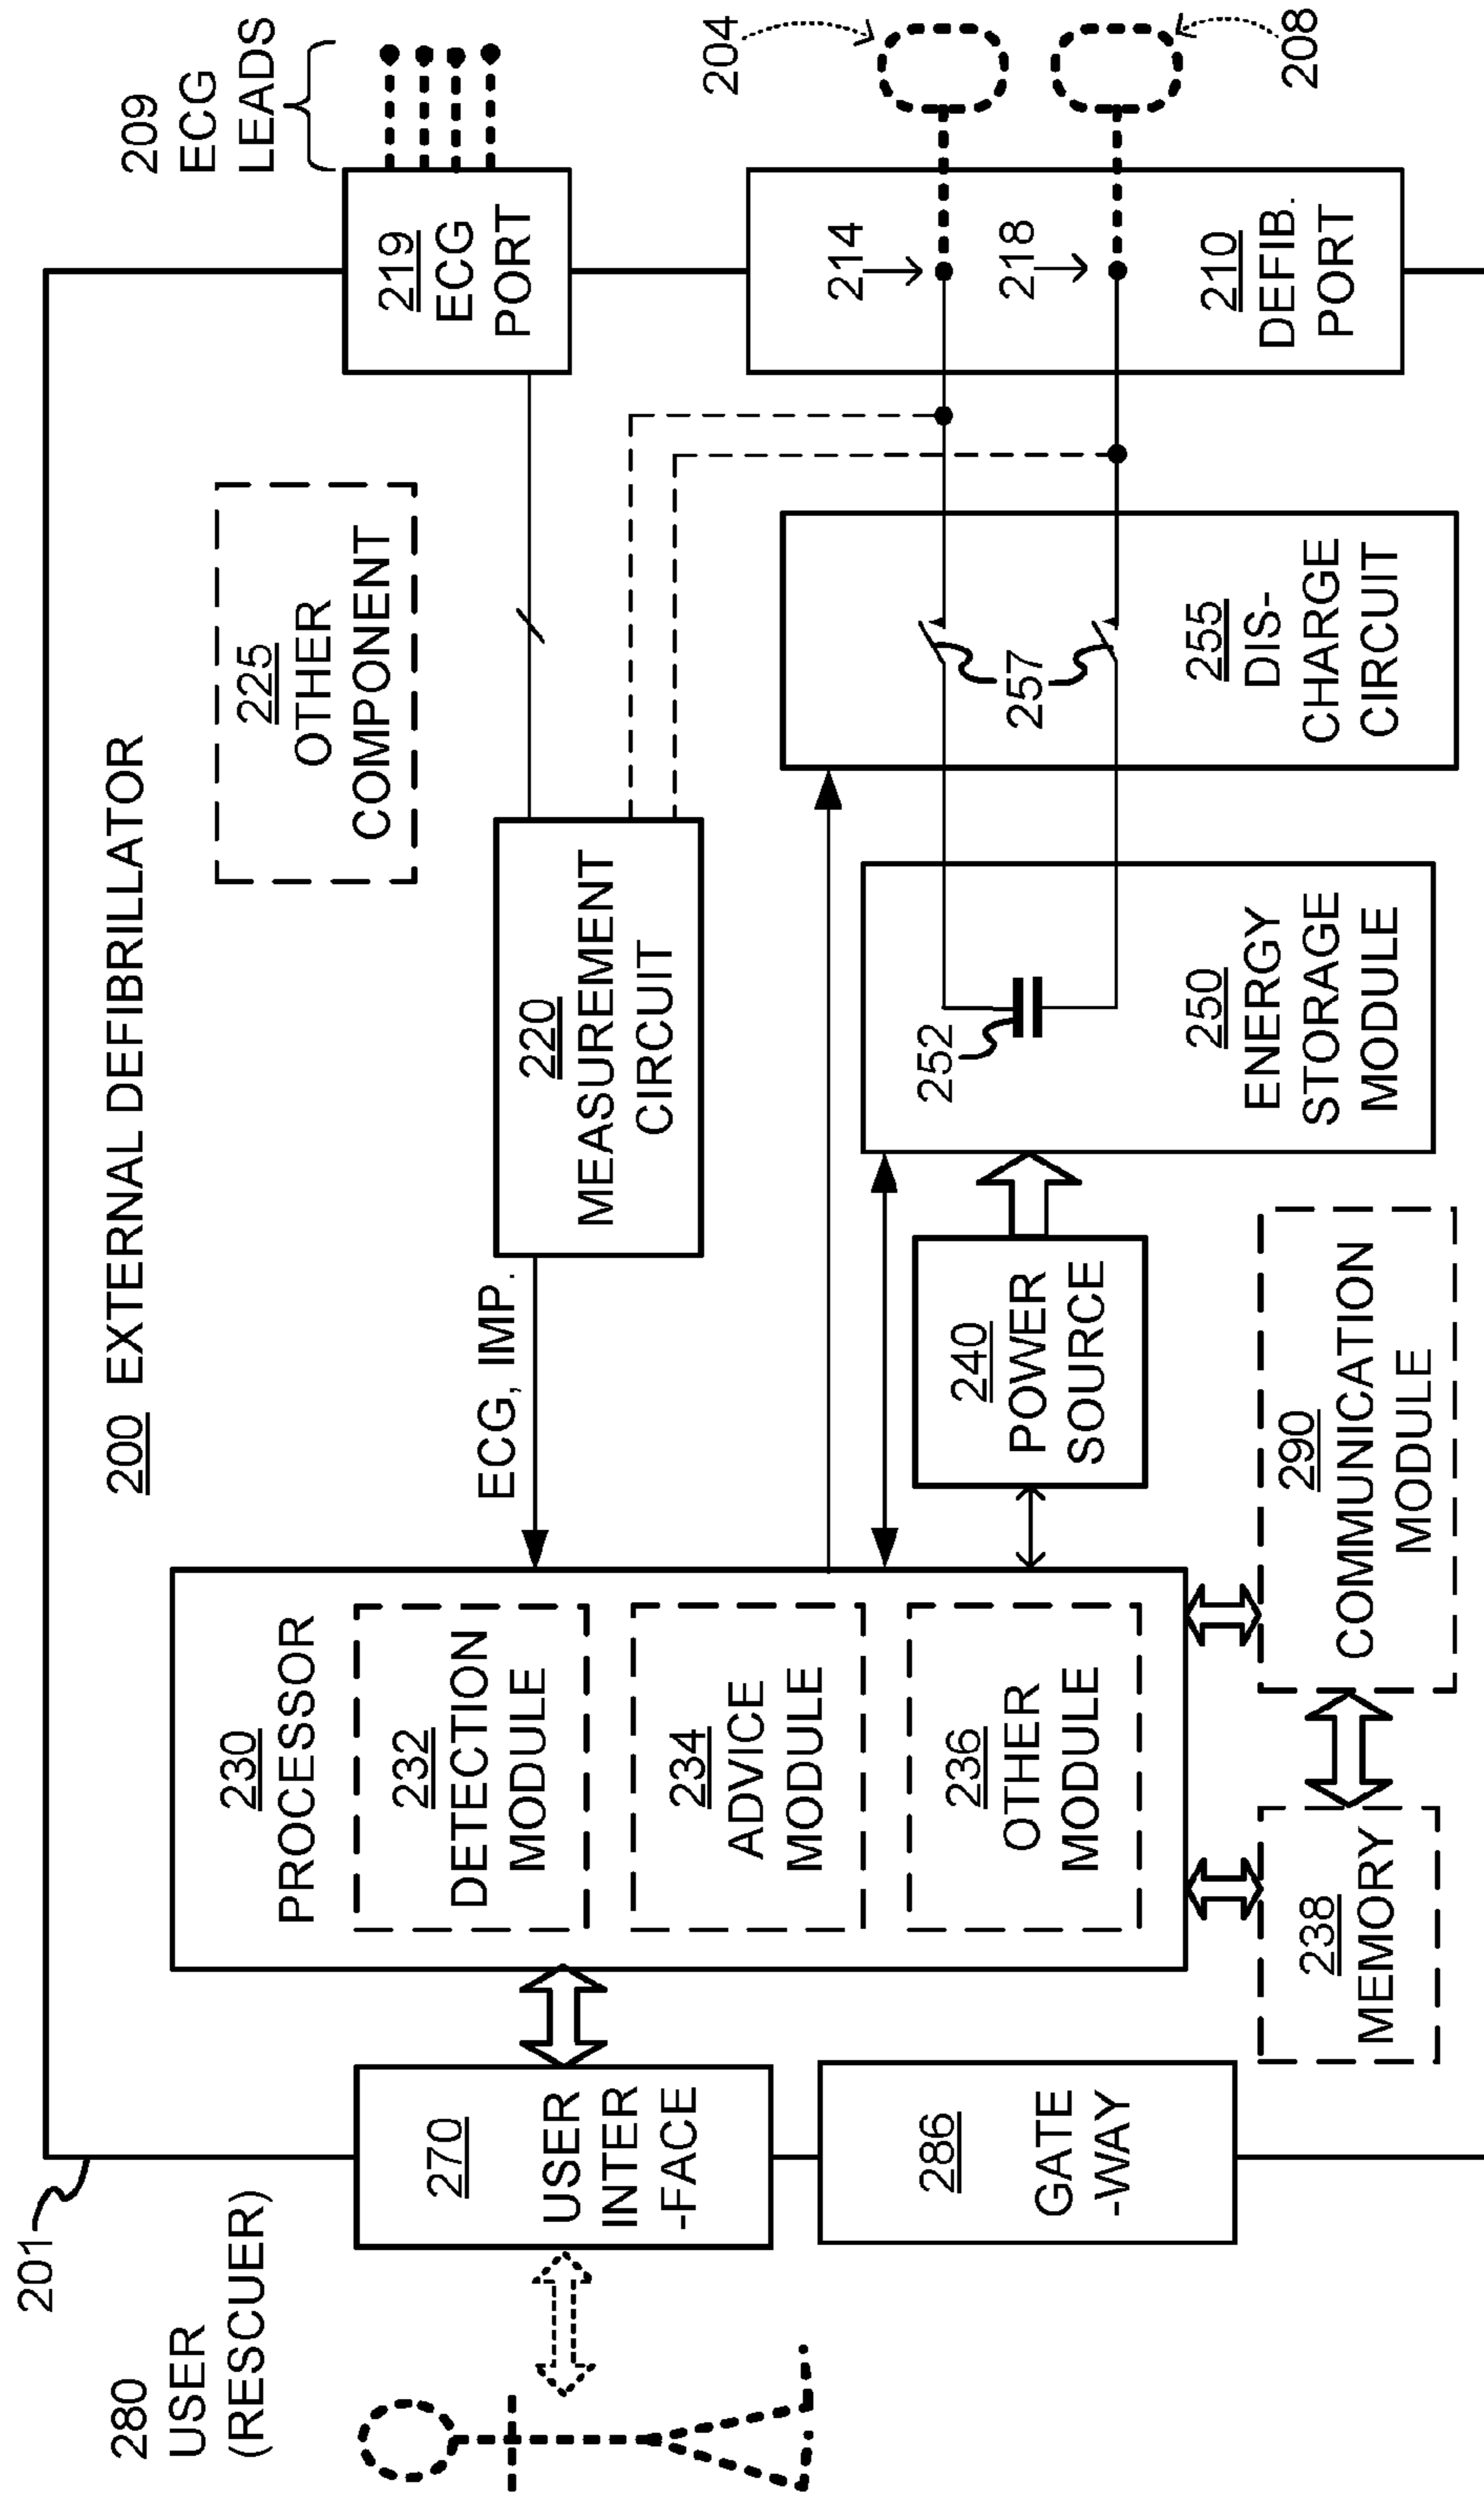 200 EXTERNAL DEFIBRILLATOR
201
280
USER
(RESCUER)
270
USER
INTER
-FACE
286
GATE
-WAY
230
PROCESSOR
232
DETECTION
MODULE
234
ADVICE
MODULE
236
OTHER
MODULE
238
MEMORY
290
COMMUNICATION
MODULE
ECG, IMP.
220
MEASUREMENT
CIRCUIT
225
OTHER
COMPONENT
240
POWER
SOURCE
252
250
ENERGY
STORAGE
MODULE
257
255
DIS-
CHARGE
CIRCUIT
209
ECG
LEADS
219
ECG
PORT
214
218
210
DEFIB.
PORT
204
208